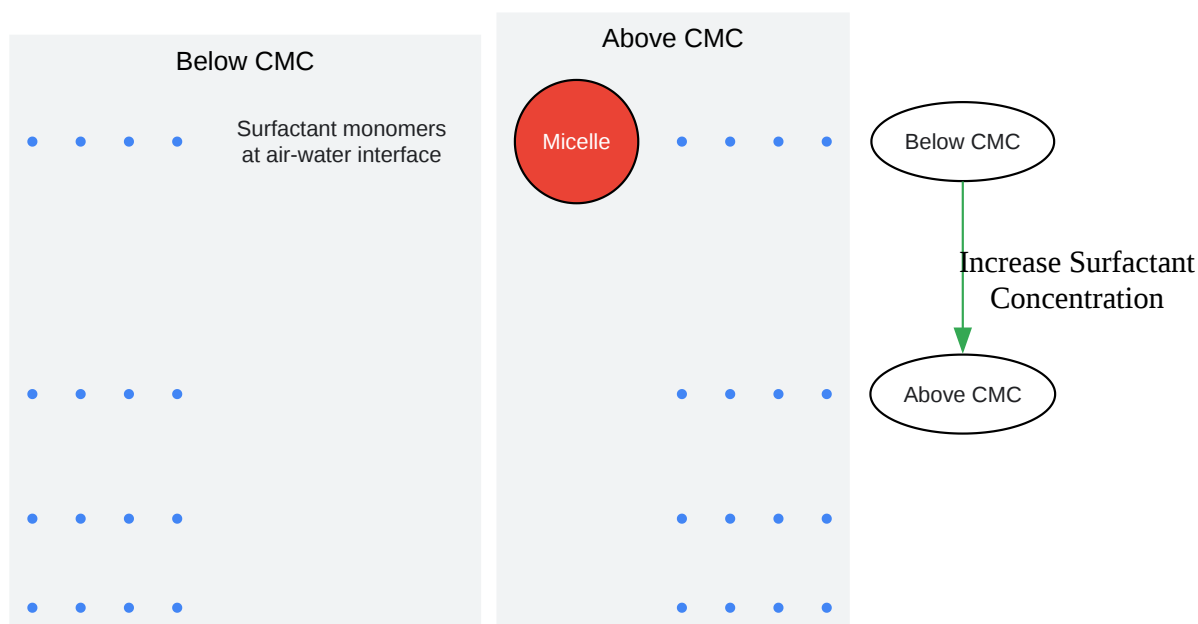 Below CMC
Surfactant monomers
at air-water interface
Above CMC
Micelle
Below CMC
Increase Surfactant
Concentration
Above CMC